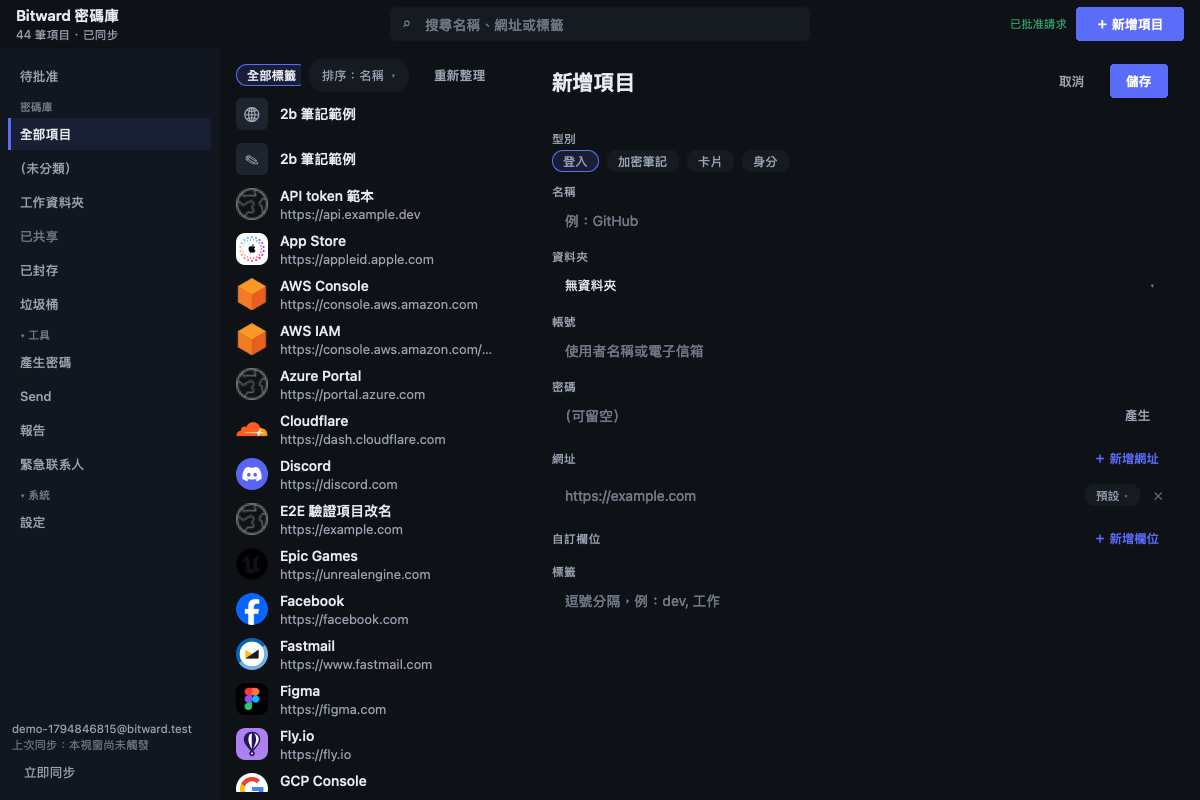 Bitward 密碼庫
44 筆項目 · 已同步
搜尋名稱、網址或標籤
已批准請求
+ 新增項目
待批准
密碼庫
全部項目
(未分類)
工作資料夾
已共享
已封存
垃圾桶
工具
產生密碼
Send
報告
緊急联系人
系統
設定
demo-1794846815@bitward.test
上次同步：本視窗尚未觸發
立即同步
全部標籤
排序：名稱
重新整理
2b 筆記範例
2b 筆記範例
API token 範本
https://api.example.dev
App Store
https://appleid.apple.com
AWS Console
https://console.aws.amazon.com
AWS IAM
https://console.aws.amazon.com/...
Azure Portal
https://portal.azure.com
Cloudflare
https://dash.cloudflare.com
Discord
https://discord.com
E2E 驗證項目改名
https://example.com
Epic Games
https://unrealengine.com
Facebook
https://facebook.com
Fastmail
https://www.fastmail.com
Figma
https://figma.com
Fly.io
https://fly.io
GCP Console
新增項目
取消
儲存
型別
登入
加密筆記
卡片
身分
名稱
例：GitHub
資料夾
無資料夾
帳號
使用者名稱或電子信箱
密碼
(可留空)
產生
網址
+ 新增網址
https://example.com
預設
自訂欄位
+ 新增欄位
標籤
逗號分隔，例：dev, 工作